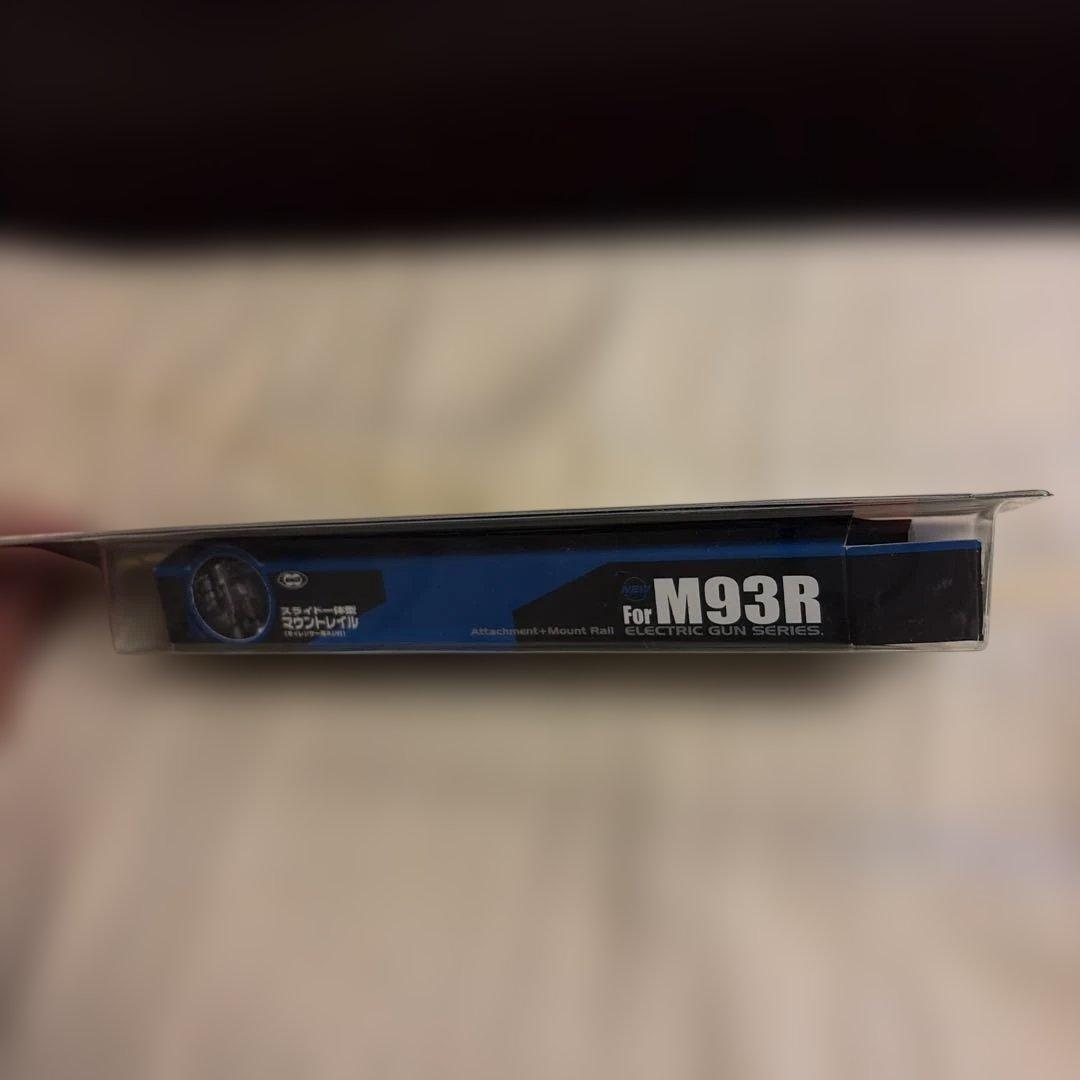 スライド一体型
マウントレイル
Attachment+Mount Rail
NEW
For M93R
ELECTRIC GUN SERIES.